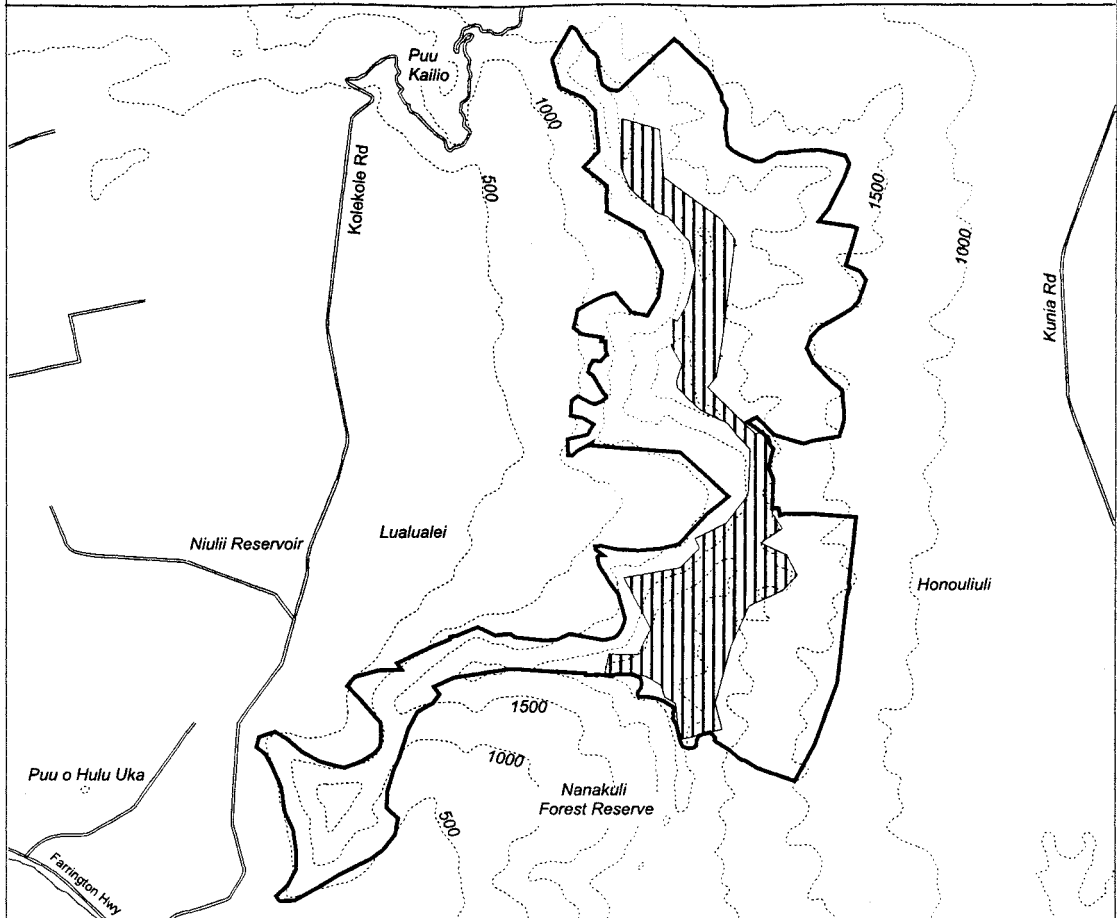 Puu
Kailio
1000
500
Kolekole Rd
1500
1000
Kunia Rd
Niulii Reservoir
Lualualei
Honouliuli
1500
1000
Puu o Hulu Uka
Nanakuli
Forest Reserve
500
Farrington Hwy